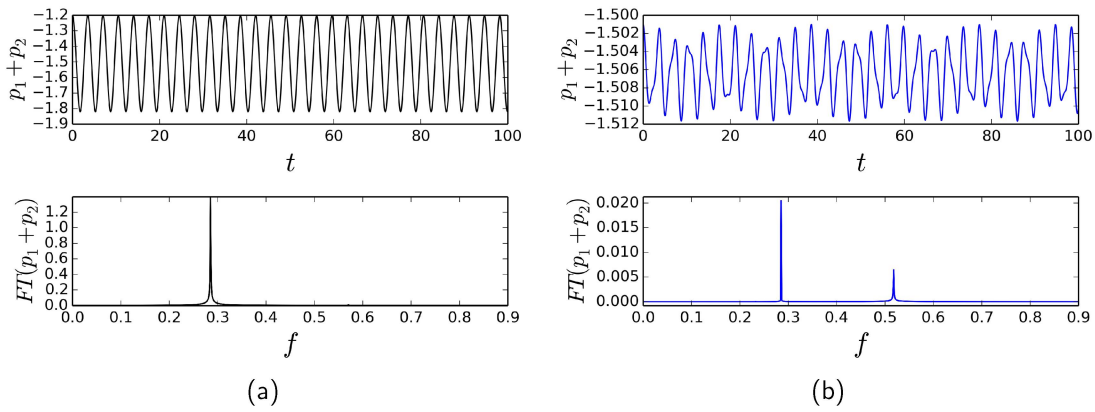 −1.2
−1.3
−1.4
−1.5
−1.6
−1.7
−1.8
−1.9
p₁+p₂
0 20 40 60 80 100
t
1.2
1.0
0.8
0.6
0.4
0.2
0.0
FT(p₁+p₂)
0.0 0.1 0.2 0.3 0.4 0.5 0.6 0.7 0.8 0.9
f
(a)
−1.500
−1.502
−1.504
−1.506
−1.508
−1.510
−1.512
p₁+p₂
0 20 40 60 80 100
t
0.020
0.015
0.010
0.005
0.000
FT(p₁+p₂)
0.0 0.1 0.2 0.3 0.4 0.5 0.6 0.7 0.8 0.9
f
(b)